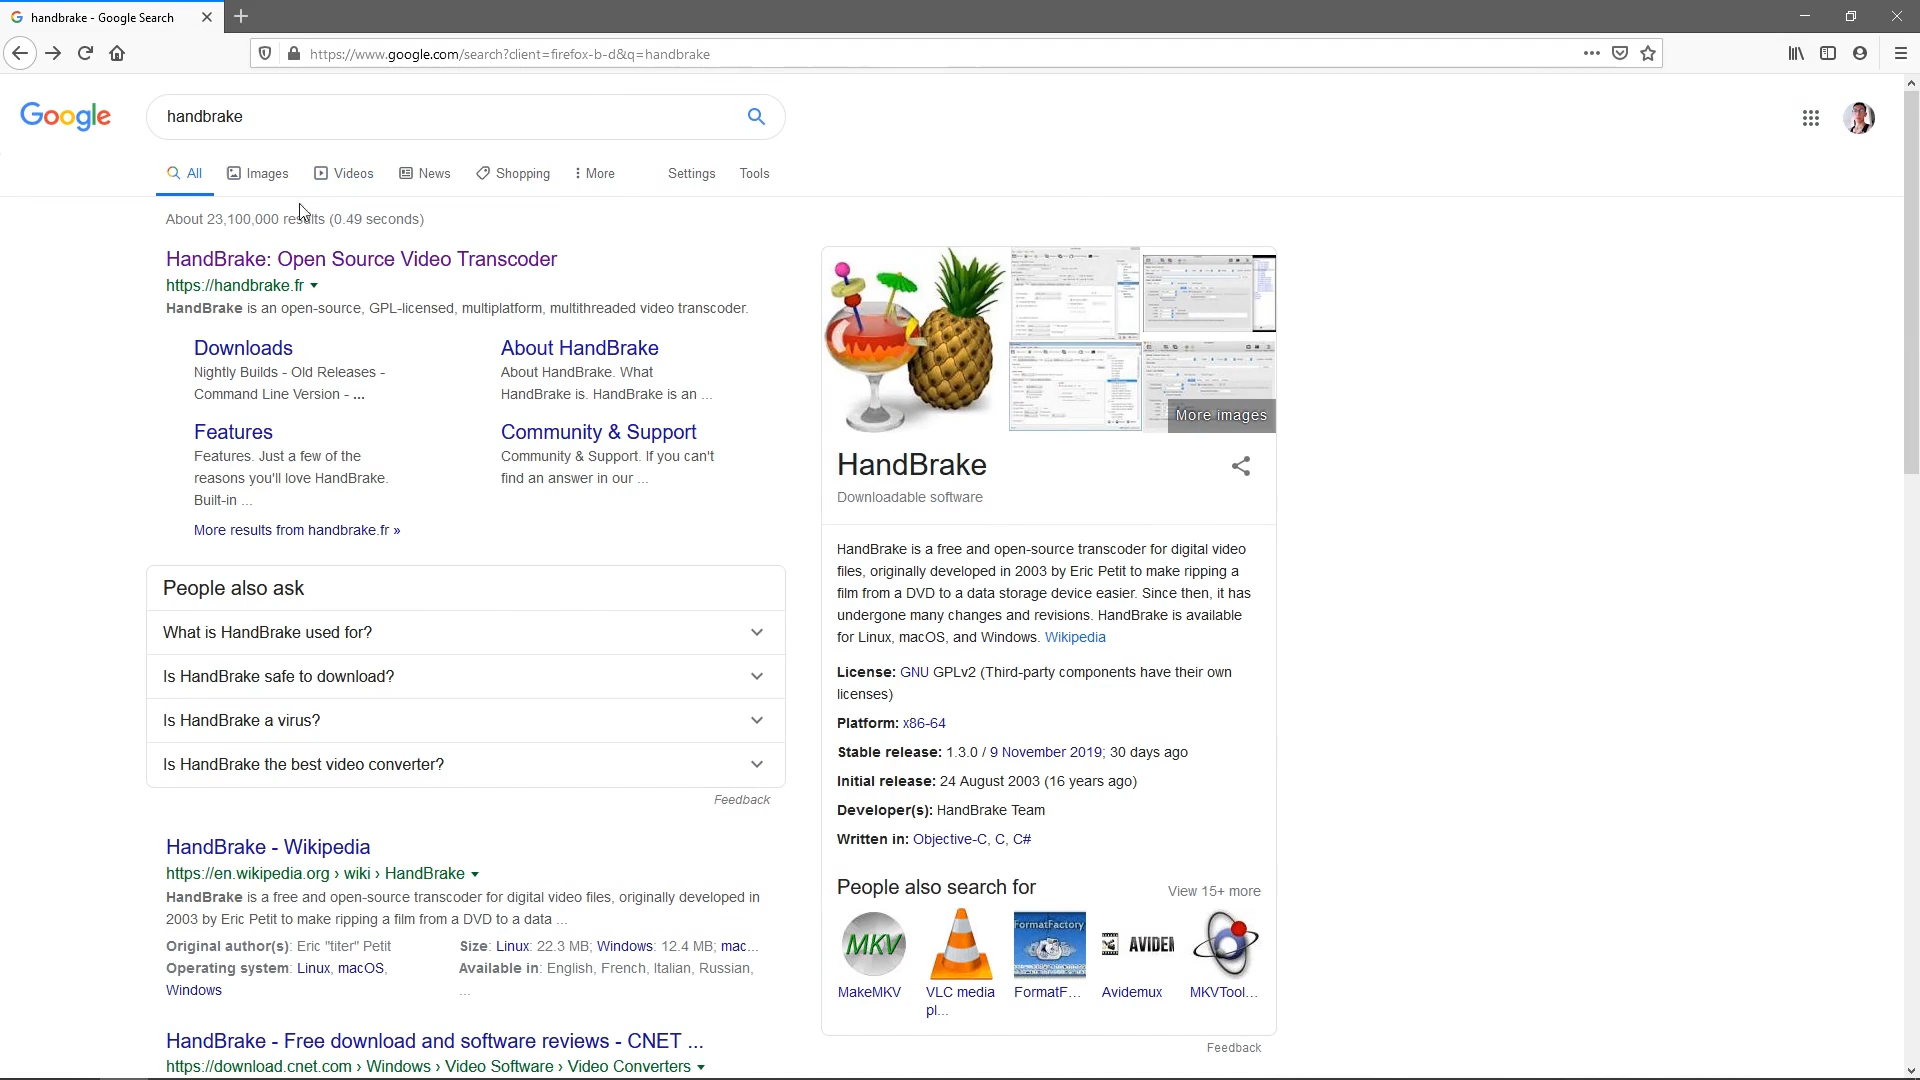 handbrake - Google Search
https://www.google.com/search?client=firefox-b-d&q=handbrake
Google
handbrake
All Images Videos News Shopping More Settings Tools
About 23,100,000 results (0.49 seconds)
HandBrake: Open Source Video Transcoder
https://handbrake.fr
HandBrake is an open-source, GPL-licensed, multiplatform, multithreaded video transcoder.
Downloads
Nightly Builds - Old Releases -
Command Line Version - ...
About HandBrake
About HandBrake. What
HandBrake is. HandBrake is an ...
Features
Features. Just a few of the
reasons you'll love HandBrake.
Built-in ...
Community & Support
Community & Support. If you can't
find an answer in our ...
More results from handbrake.fr »
People also ask
What is HandBrake used for?
Is HandBrake safe to download?
Is HandBrake a virus?
Is HandBrake the best video converter?
Feedback
HandBrake - Wikipedia
https://en.wikipedia.org › wiki › HandBrake
HandBrake is a free and open-source transcoder for digital video files, originally developed in
2003 by Eric Petit to make ripping a film from a DVD to a data ...
Original author(s): Eric "titer" Petit
Operating system: Linux, macOS,
Windows
Size: Linux: 22.3 MB; Windows: 12.4 MB; mac...
Available in: English, French, Italian, Russian,
...
HandBrake - Free download and software reviews - CNET ...
https://download.cnet.com › Windows › Video Software › Video Converters
More images
HandBrake
Downloadable software
HandBrake is a free and open-source transcoder for digital video
files, originally developed in 2003 by Eric Petit to make ripping a
film from a DVD to a data storage device easier. Since then, it has
undergone many changes and revisions. HandBrake is available
for Linux, macOS, and Windows. Wikipedia
License: GNU GPLv2 (Third-party components have their own
licenses)
Platform: x86-64
Stable release: 1.3.0 / 9 November 2019; 30 days ago
Initial release: 24 August 2003 (16 years ago)
Developer(s): HandBrake Team
Written in: Objective-C, C, C#
People also search for
View 15+ more
MKV
FormatFactory
AVIDEM
MakeMKV
VLC media
pl...
FormatF...
Avidemux
MKVTool...
Feedback